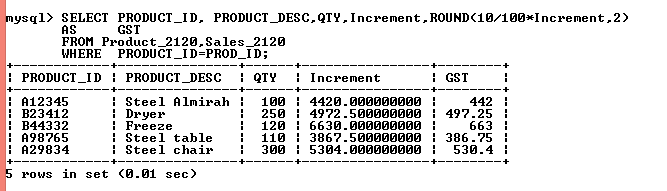 mysql> SELECT PRODUCT_ID, PRODUCT_DESC,QTY,Increment,ROUND(10/100*Increment,2)
AS GST
FROM Product_2120,Sales_2120
WHERE PRODUCT_ID=PROD_ID;
+------------+---------------+------+----------------+--------+
| PRODUCT_ID | PRODUCT_DESC | QTY | Increment | GST |
+------------+---------------+------+----------------+--------+
| A12345 | Steel Almirah | 100 | 4420.000000000 | 442 |
| B23412 | Dryer | 250 | 4972.500000000 | 497.25 |
| B44332 | Freeze | 120 | 6630.000000000 | 663 |
| A98765 | Steel table | 110 | 3867.500000000 | 386.75 |
| A29834 | Steel chair | 300 | 5304.000000000 | 530.4 |
+------------+---------------+------+----------------+--------+
5 rows in set (0.01 sec)